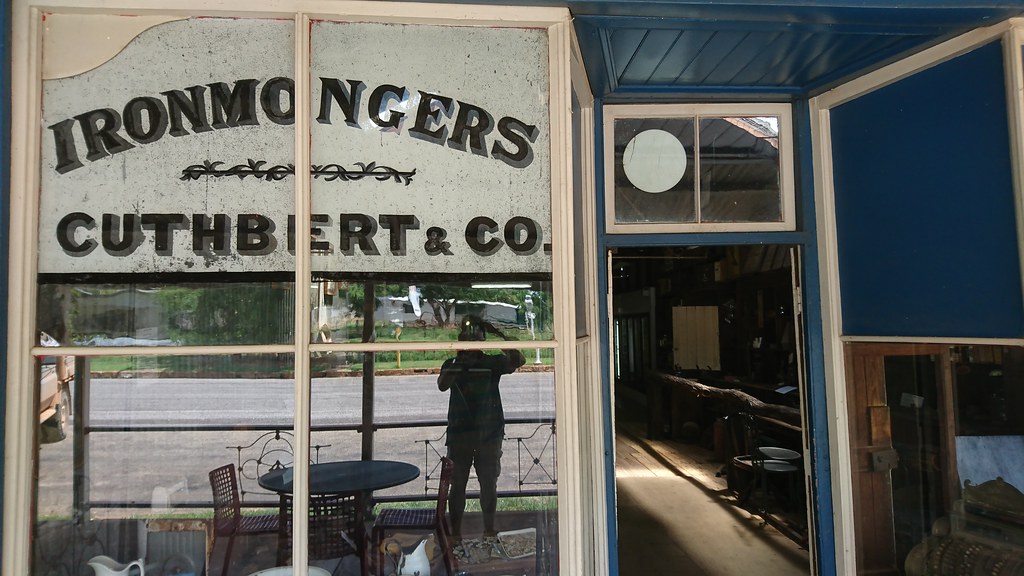 IRONMONGERS
CUTHBERT & CO.